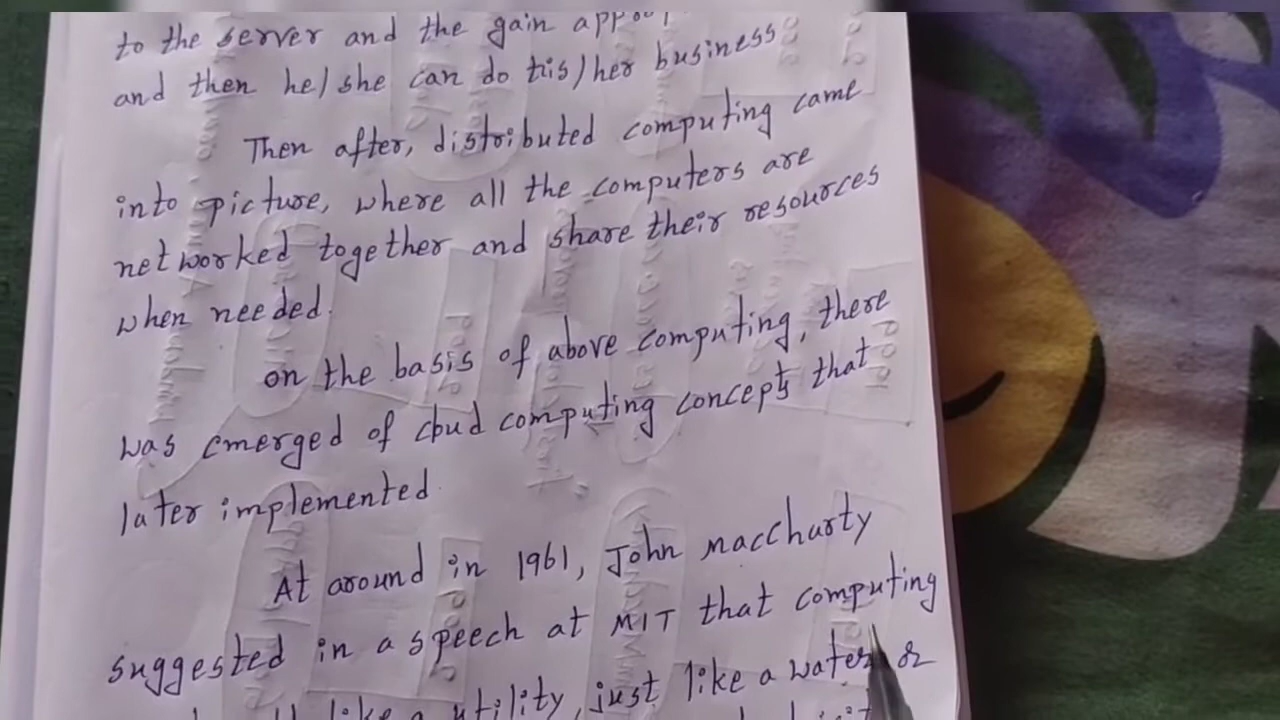 to the server and the gain
and then he/she can do his/her business
Then after, distributed computing came
into picture, where all the computers are
networked together and share their resources
when needed.
on the basis of above computing, there
was emerged of cloud computing concepts that
later implemented.
At around in 1961, John macCharty
suggested in a speech at MIT that computing
like a utility, just like a water or